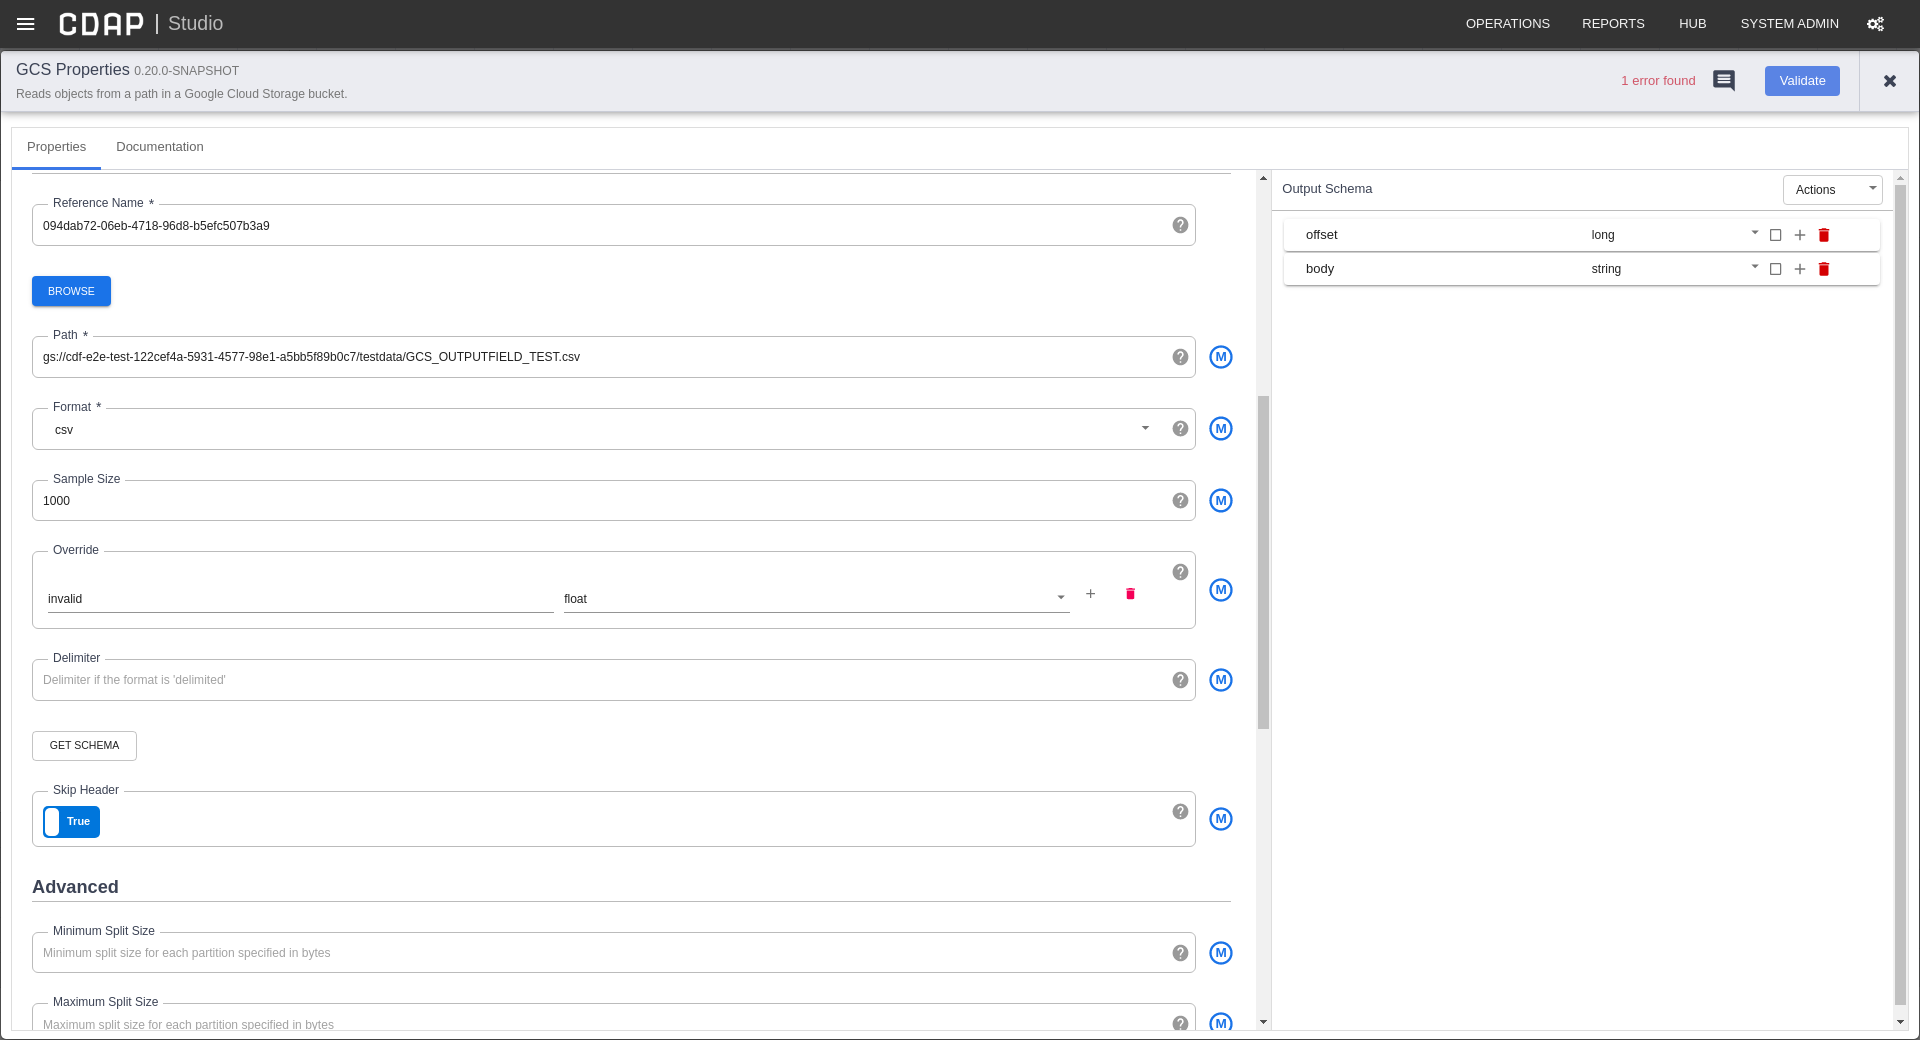 CDAP | Studio
OPERATIONS REPORTS HUB SYSTEM ADMIN
GCS Properties 0.20.0-SNAPSHOT
Reads objects from a path in a Google Cloud Storage bucket.
1 error found
Validate
Properties Documentation
Reference Name *
094dab72-06eb-4718-96d8-b5efc507b3a9
BROWSE
Path *
gs://cdf-e2e-test-122cef4a-5931-4577-98e1-a5bb5f89b0c7/testdata/GCS_OUTPUTFIELD_TEST.csv
M
Format *
csv
M
Sample Size
1000
M
Override
invalid float
M
Delimiter
Delimiter if the format is 'delimited'
M
GET SCHEMA
Skip Header
True
M
Advanced
Minimum Split Size
Minimum split size for each partition specified in bytes
M
Maximum Split Size
Maximum split size for each partition specified in bytes
M
Output Schema
Actions
offset long
body string